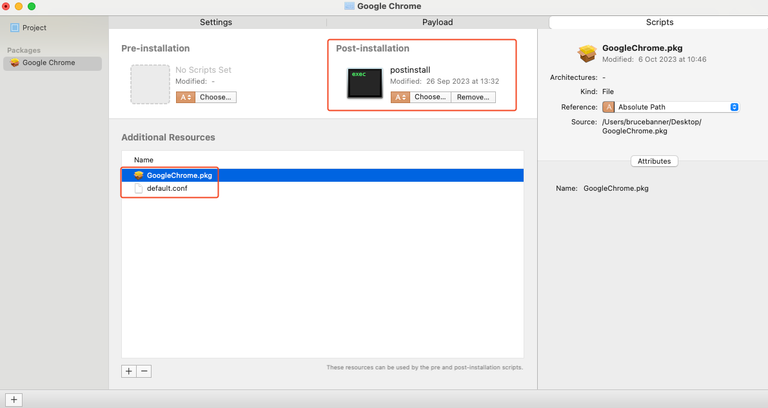 Google Chrome
Settings
Payload
Scripts
Project
Packages
Google Chrome
Pre-installation
No Scripts Set
Modified: -
A
Choose...
Post-installation
exec
postinstall
Modified: 26 Sep 2023 at 13:32
A
Choose...
Remove...
Additional Resources
Name
GoogleChrome.pkg
default.conf
+ −
These resources can be used by the pre and post-installation scripts.
GoogleChrome.pkg
Modified: 6 Oct 2023 at 10:46
Architectures: -
Kind: File
Reference: A Absolute Path
Source: /Users/brucebanner/Desktop/
GoogleChrome.pkg
Attributes
Name: GoogleChrome.pkg
+